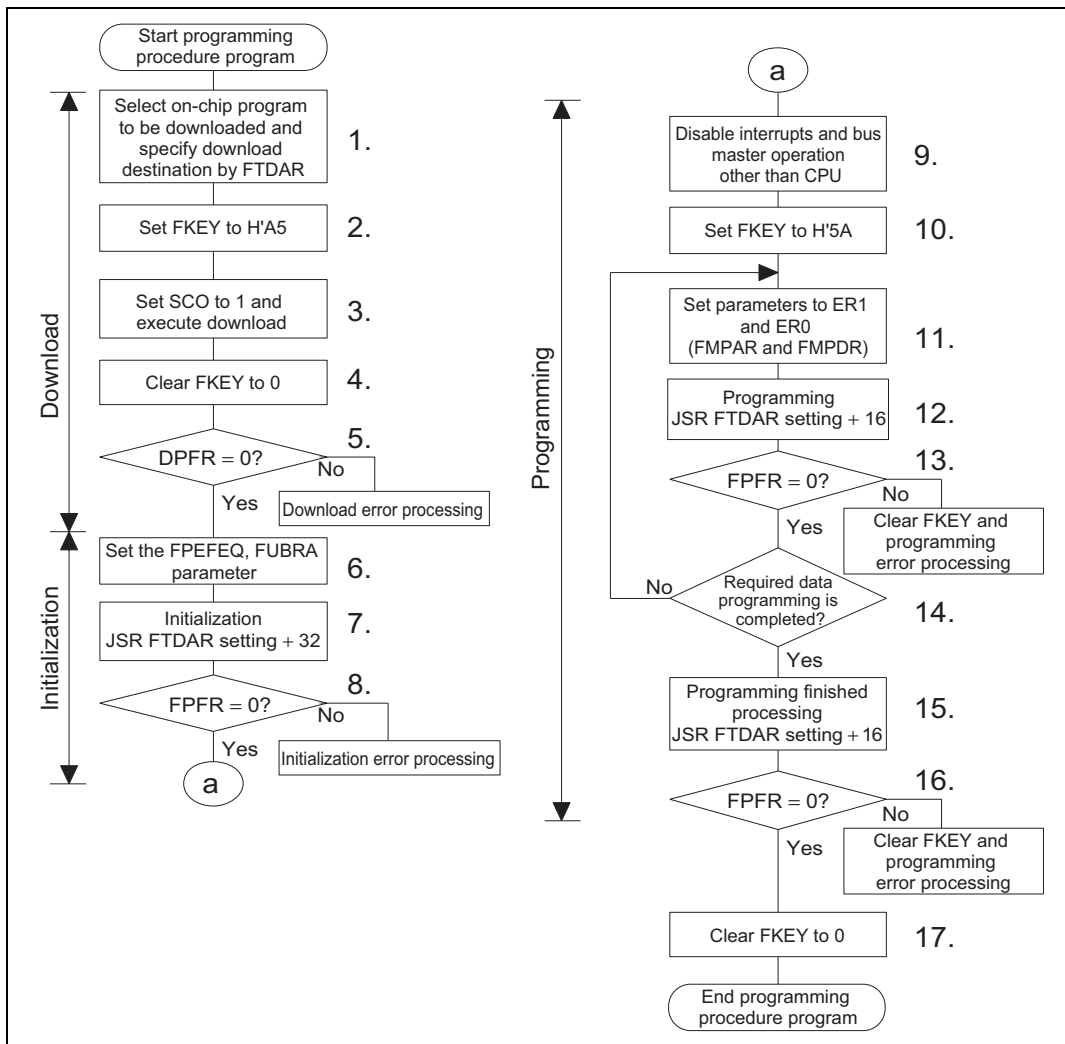 Start programming
procedure program
Download
Select on-chip program
to be downloaded and
specify download
destination by FTDAR
1.
Set FKEY to H'A5
2.
Set SCO to 1 and
execute download
3.
Clear FKEY to 0
4.
DPFR = 0?
5.
No
Yes
Download error processing
Initialization
Set the FPEFEQ, FUBRA
parameter
6.
Initialization
JSR FTDAR setting + 32
7.
FPFR = 0?
8.
No
Yes
Initialization error processing
a
a
Programming
Disable interrupts and bus
master operation
other than CPU
9.
Set FKEY to H'5A
10.
Set parameters to ER1
and ER0
(FMPAR and FMPDR)
11.
Programming
JSR FTDAR setting + 16
12.
FPFR = 0?
13.
No
Yes
Clear FKEY and
programming
error processing
No
Required data
programming is
completed?
14.
Yes
Programming finished
processing
JSR FTDAR setting + 16
15.
FPFR = 0?
16.
No
Yes
Clear FKEY and
programming
error processing
Clear FKEY to 0
17.
End programming
procedure program